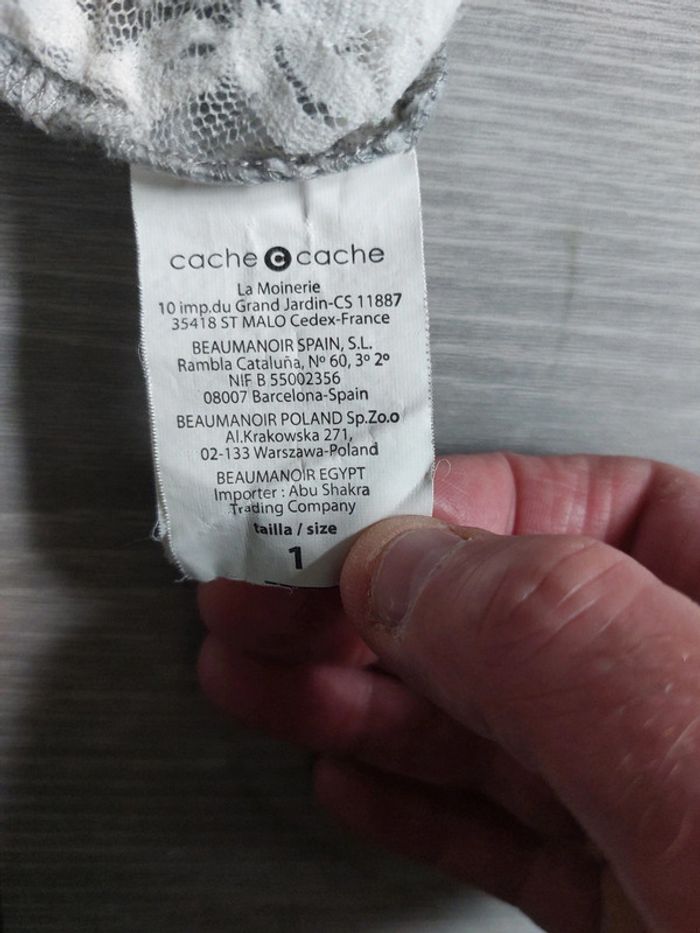 cache c cache
La Moinerie
10 imp.du Grand Jardin-CS 11887
35418 ST MALO Cedex-France
BEAUMANOIR SPAIN, S.L.
Rambla Cataluña, Nº 60, 3º 2º
NIF B 55002356
08007 Barcelona-Spain
BEAUMANOIR POLAND Sp.Zo.o
Al.Krakowska 271,
02-133 Warszawa-Poland
BEAUMANOIR EGYPT
Importer : Abu Shakra
Trading Company
tailla / size
1